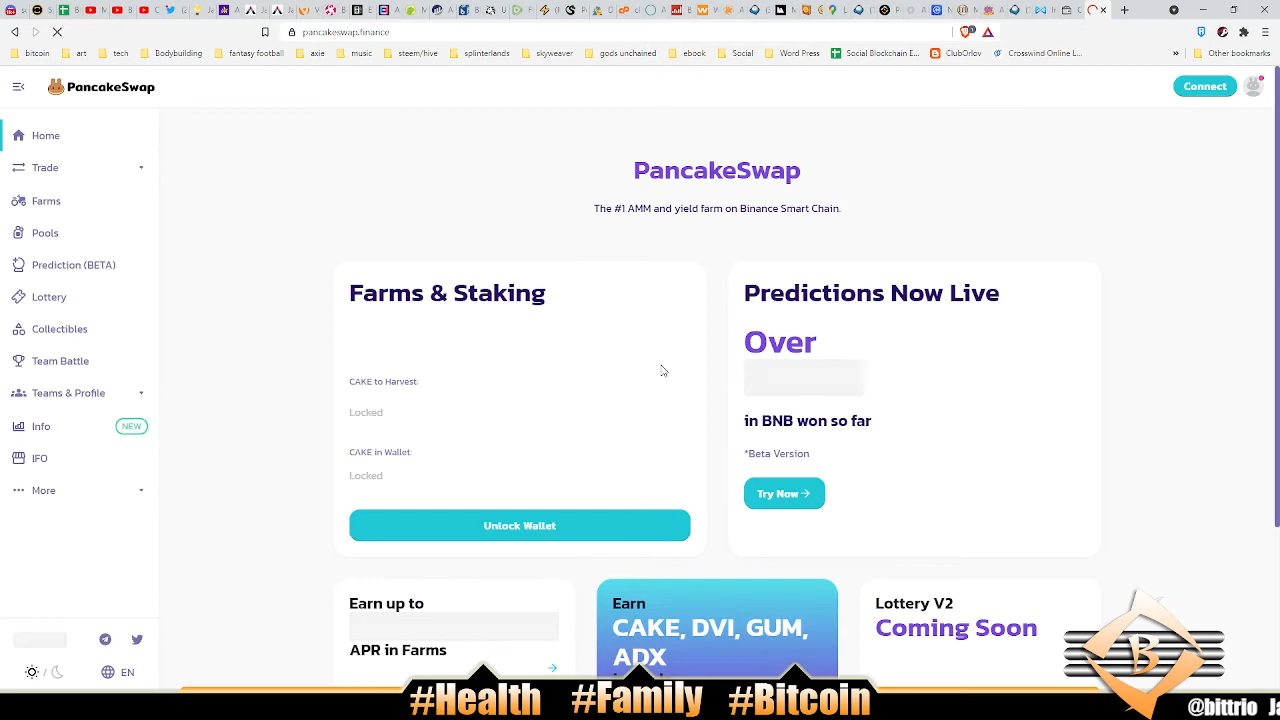 pancakeswap.finance
bitcoin
art
tech
Bodybuilding
fantasy football
axie
music
steem/hive
splinterlands
skyweaver
gods unchained
ebook
Social
Word Press
Social Blockchain E...
ClubOrlov
Crosswind Online L...
»
Other bookmarks
PancakeSwap
Connect
Home
Trade
Farms
Pools
Prediction (BETA)
Lottery
Collectibles
Team Battle
Teams & Profile
Info
NEW
IFO
More
EN
PancakeSwap
The #1 AMM and yield farm on Binance Smart Chain.
Farms & Staking
CAKE to Harvest:
Locked
CAKE in Wallet:
Locked
Unlock Wallet
Predictions Now Live
Over
in BNB won so far
*Beta Version
Try Now
Earn up to
APR in Farms
Earn
CAKE, DVI, GUM,
ADX
Lottery V2
Coming Soon
B
#Health #Family #Bitcoin
@bittrio